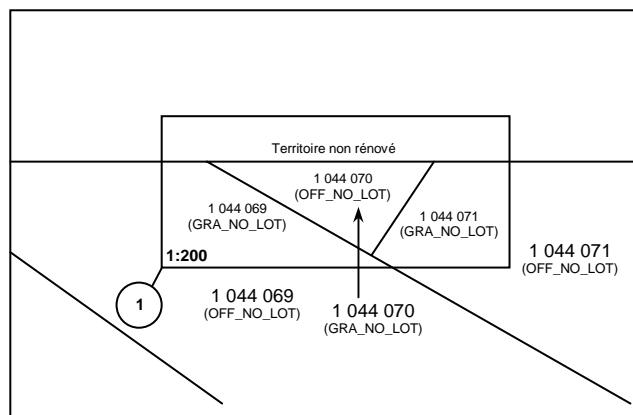 Territoire non rénové
1 044 070
(OFF_NO_LOT)
1 044 069
(GRA_NO_LOT)
1 044 071
(GRA_NO_LOT)
1:200
1 044 071
(OFF_NO_LOT)
1
1 044 069
(OFF_NO_LOT)
1 044 070
(GRA_NO_LOT)